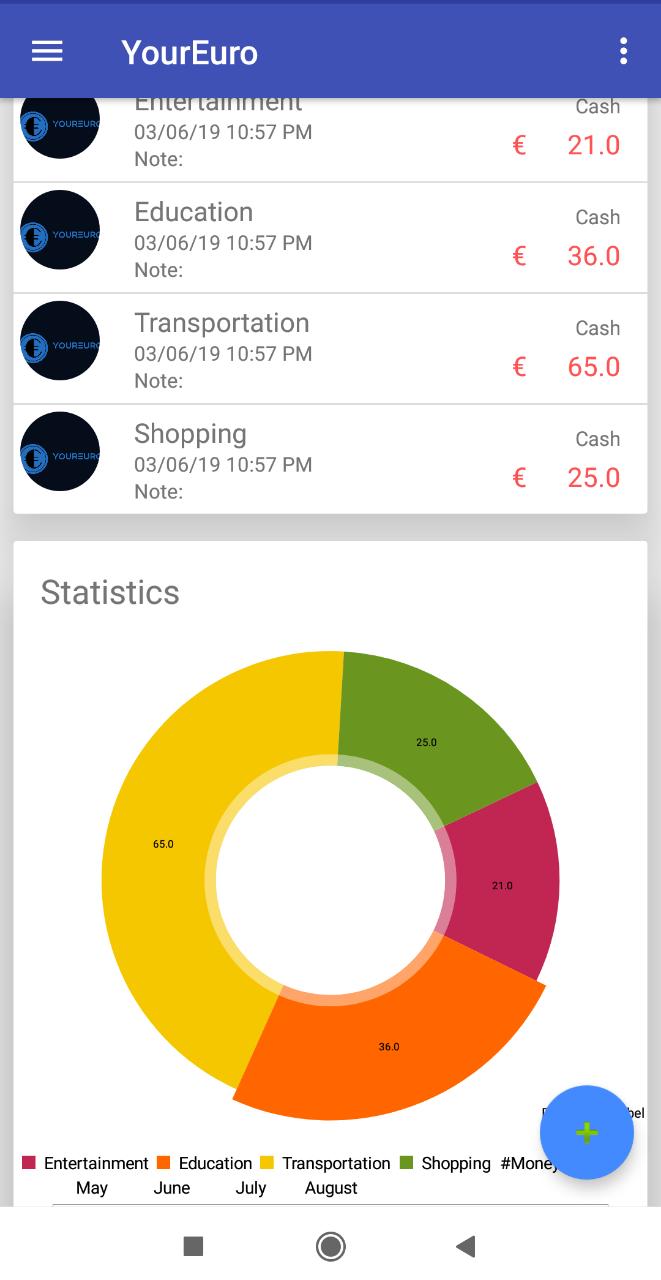 YourEuro
Entertainment
Cash
YOUREURO
03/06/19 10:57 PM
€ 21.0
Note:
Education
Cash
YOUREURO
03/06/19 10:57 PM
€ 36.0
Note:
Transportation
Cash
YOUREURO
03/06/19 10:57 PM
€ 65.0
Note:
Shopping
Cash
YOUREURO
03/06/19 10:57 PM
€ 25.0
Note:
Statistics
25.0
65.0
21.0
36.0
Entertainment Education Transportation Shopping #Money
May June July August